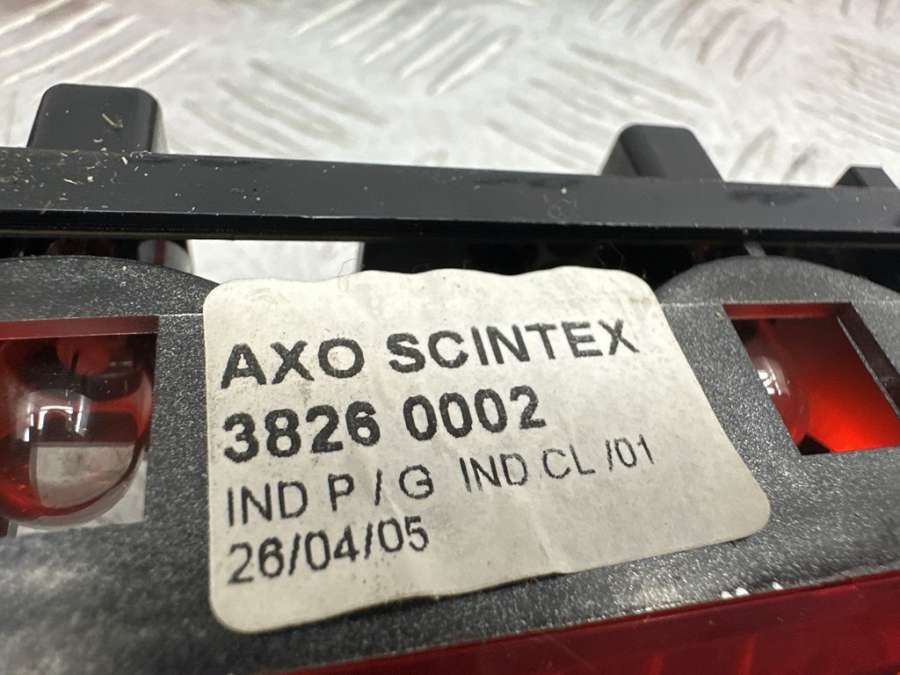 AXO SCINTEX
3826 0002
IND P / G IND CL /01
26/04/05